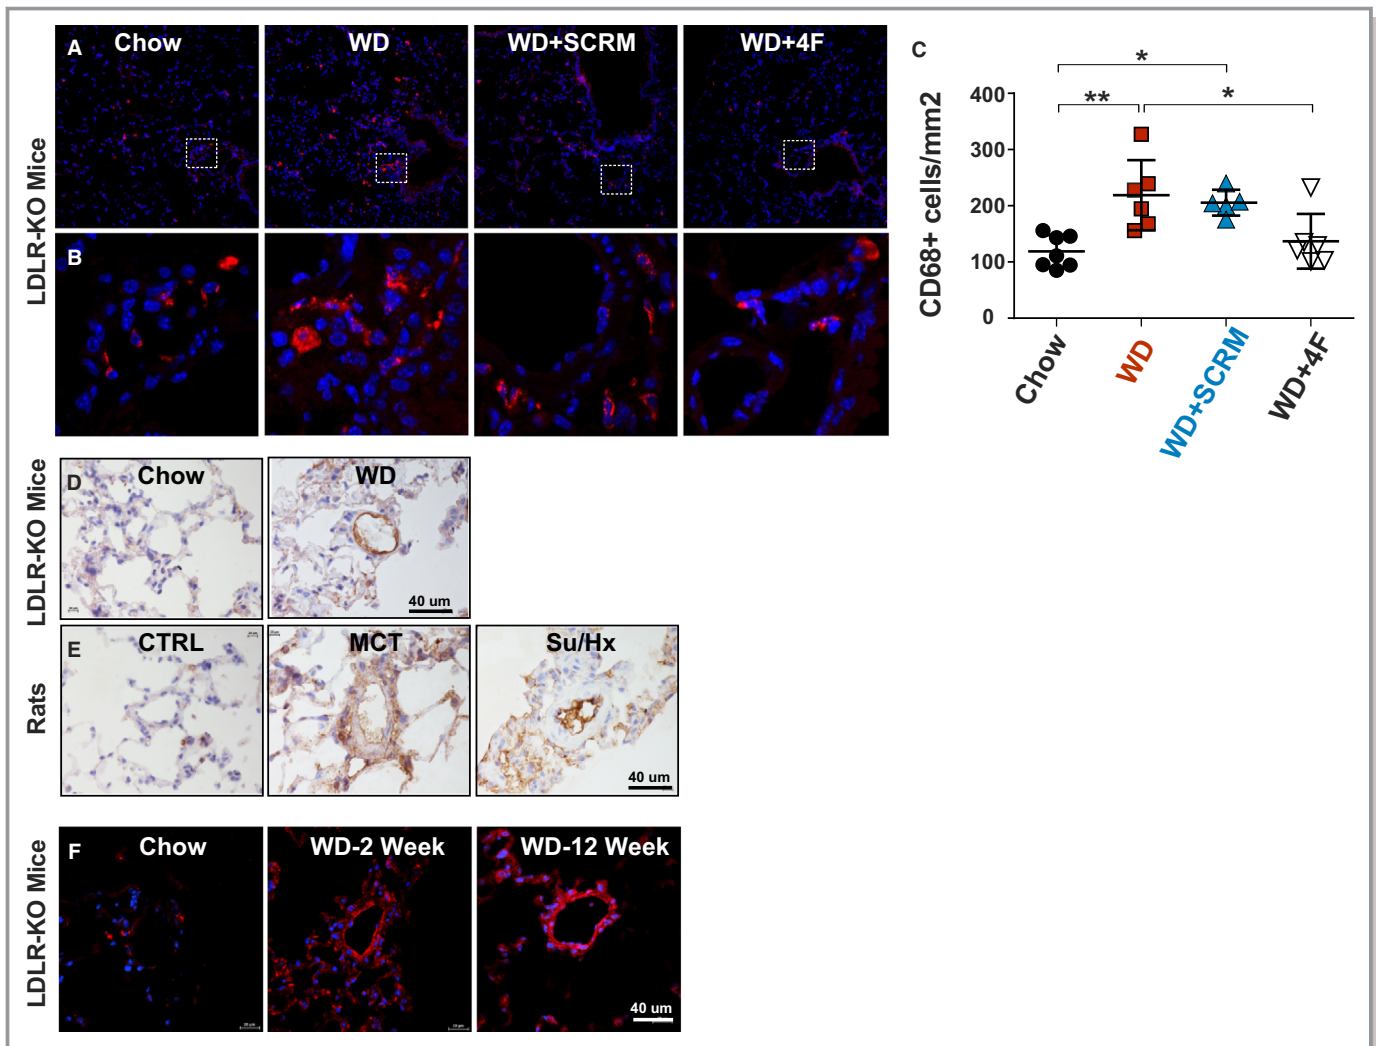 A
Chow
WD
WD+SCRM
WD+4F
LDLR-KO Mice
B
C
*
**
*
CD68+ cells/mm2
400
300
200
100
0
Chow
WD
WD+SCRM
WD+4F
LDLR-KO Mice
D
Chow
WD
40 um
Rats
E
CTRL
MCT
Su/Hx
40 um
LDLR-KO Mice
F
Chow
WD-2 Week
WD-12 Week
40 um